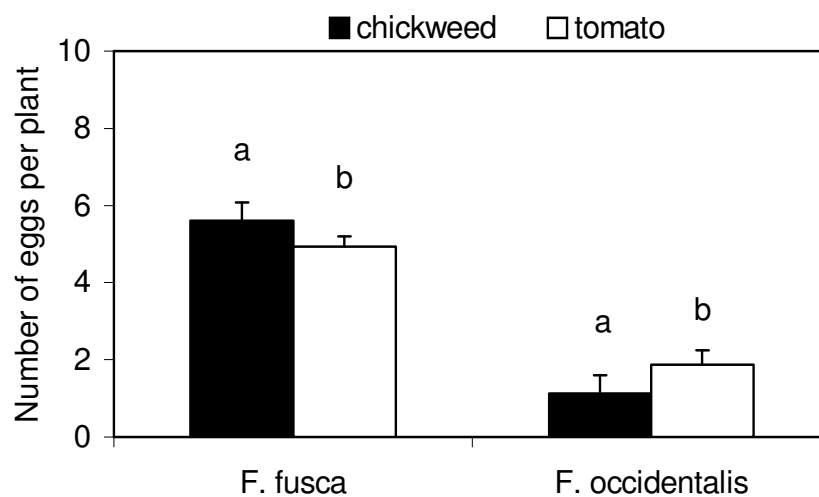 chickweed tomato
Number of eggs per plant
10
8
6
4
2
0
a
b
a
b
F. fusca F. occidentalis